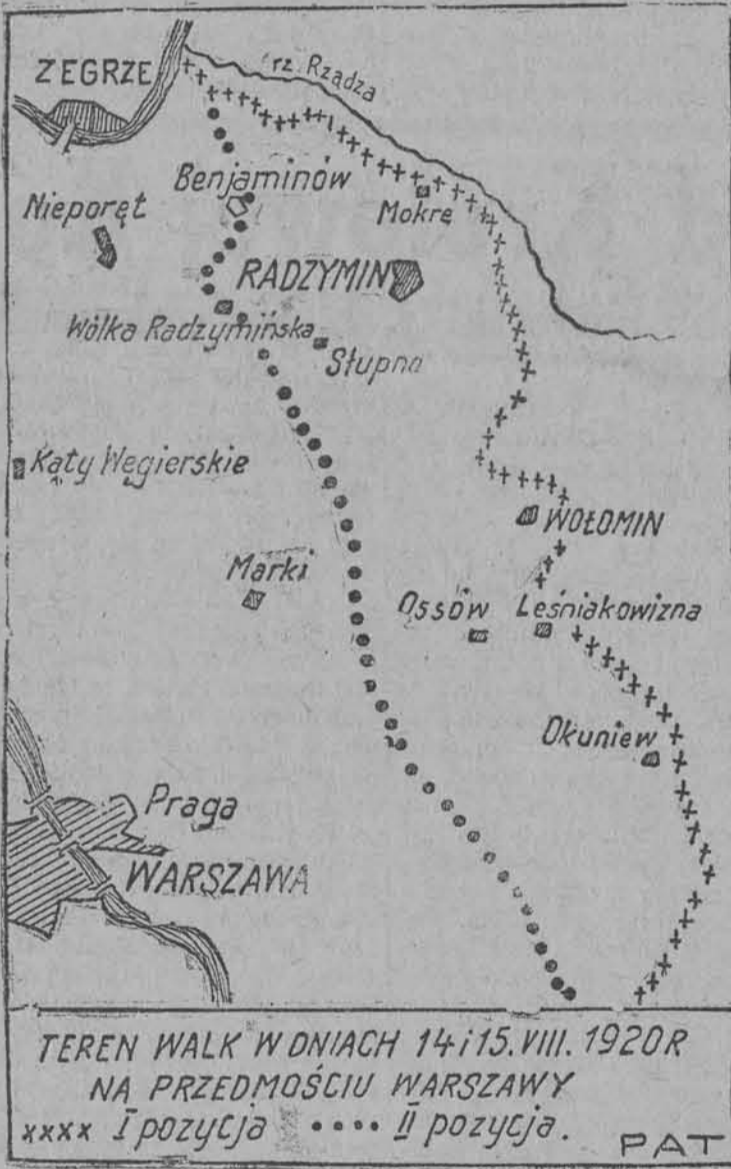 ZEGRZE
rz. Rządza
Benjaminów
Nieporęt
Mokre
RADZYMIN
Wólka Radzymińska
Słupno
Kąty Węgierskie
WOŁOMIN
Marki
Ossów
Leśniakowizna
Okuniew
Praga
WARSZAWA
TEREN WALK W DNIACH 14 i 15. VIII. 1920 R
NA PRZEDMOŚCIU WARSZAWY
xxxx I pozycja •••• II pozycja.
PAT